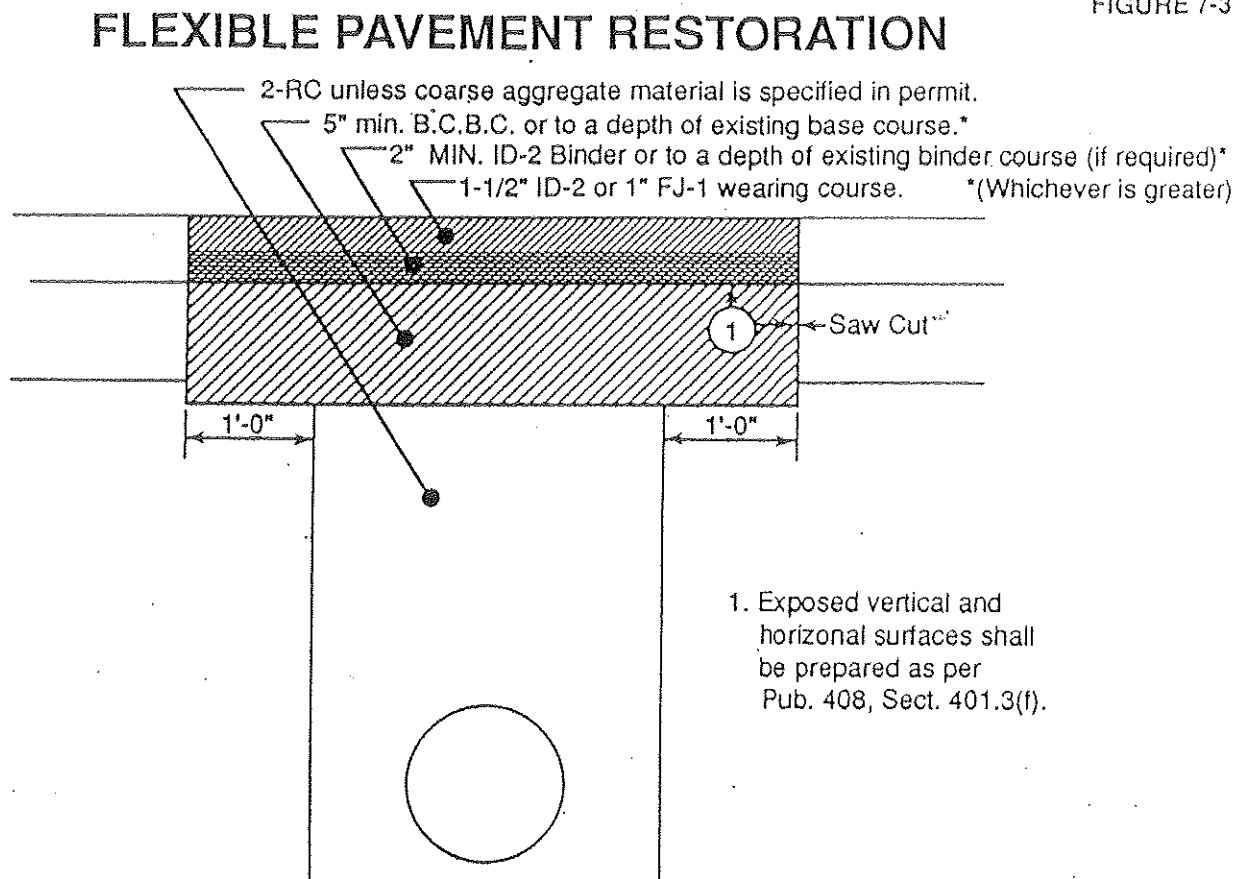 FIGURE 7-3
FLEXIBLE PAVEMENT RESTORATION
2-RC unless coarse aggregate material is specified in permit.
5" min. B.C.B.C. or to a depth of existing base course.*
2" MIN. ID-2 Binder or to a depth of existing binder course (if required)*
1-1/2" ID-2 or 1" FJ-1 wearing course. *(Whichever is greater)
1
Saw Cut
1'-0"
1'-0"
1. Exposed vertical and
horizonal surfaces shall
be prepared as per
Pub. 408, Sect. 401.3(f).